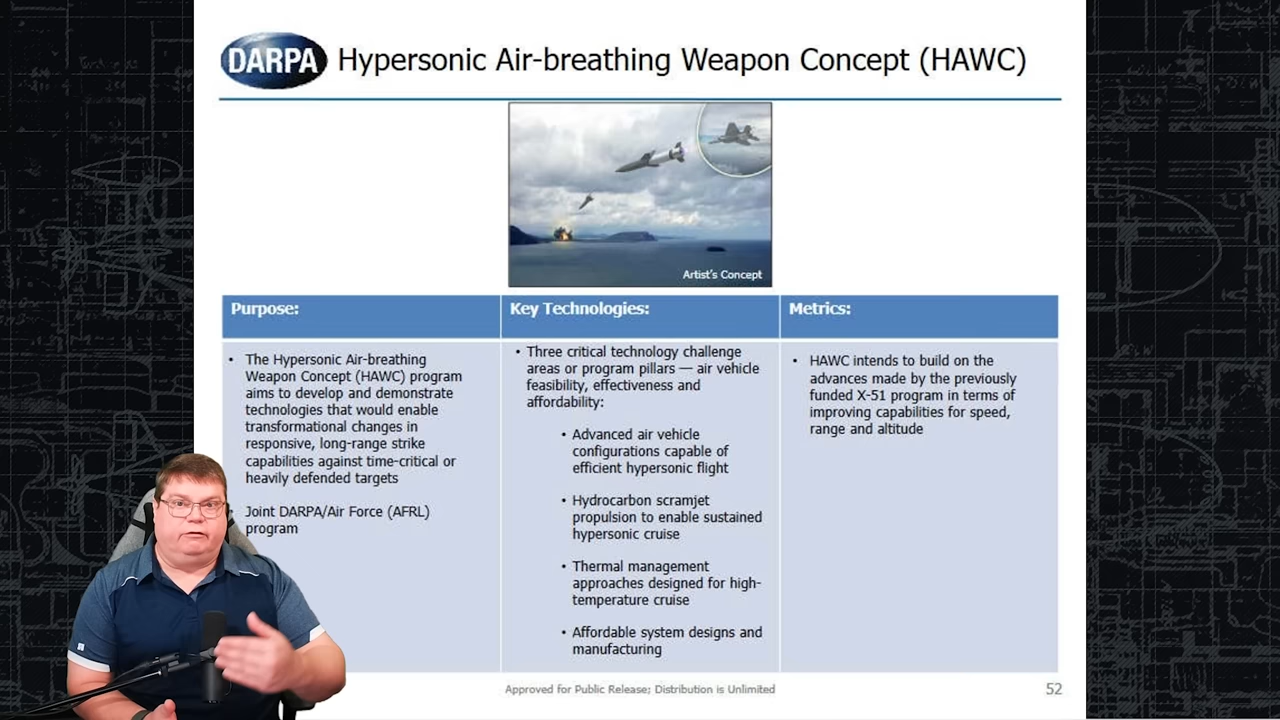 DARPA
Hypersonic Air-breathing Weapon Concept (HAWC)
Artist's Concept
Purpose:
• The Hypersonic Air-breathing
Weapon Concept (HAWC) program
aims to develop and demonstrate
technologies that would enable
transformational changes in
responsive, long-range strike
capabilities against time-critical or
heavily defended targets
Joint DARPA/Air Force (AFRL)
program
Key Technologies:
• Three critical technology challenge
areas or program pillars — air vehicle
feasibility, effectiveness and
affordability:
• Advanced air vehicle
configurations capable of
efficient hypersonic flight
• Hydrocarbon scramjet
propulsion to enable sustained
hypersonic cruise
• Thermal management
approaches designed for high-
temperature cruise
• Affordable system designs and
manufacturing
Metrics:
• HAWC intends to build on the
advances made by the previously
funded X-51 program in terms of
improving capabilities for speed,
range and altitude
Approved for Public Release; Distribution is Unlimited
52